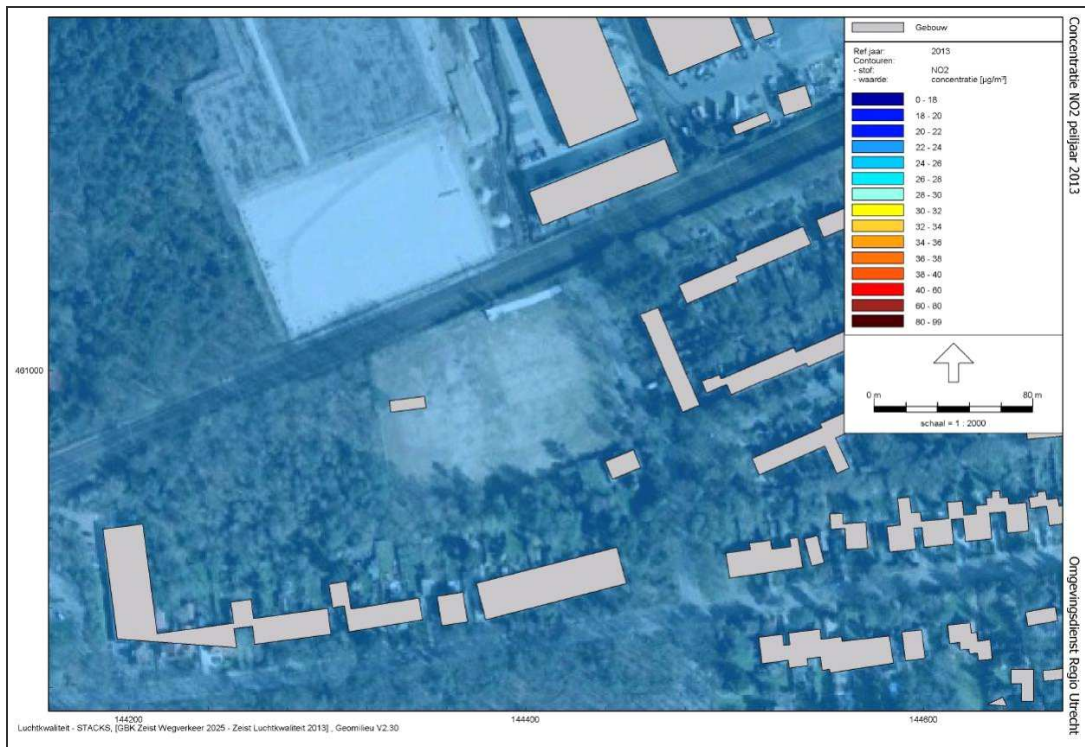 Gebouw
Ref jaar: 2013
Contouren:
- stof: NO2
- waarde: concentratie [µg/m³]
0 - 18
18 - 20
20 - 22
22 - 24
24 - 26
26 - 28
28 - 30
30 - 32
32 - 34
34 - 36
36 - 38
38 - 40
40 - 60
60 - 80
80 - 99
0 m 80 m
schaal = 1 : 2000
Concentratie NO2 peiljaar 2013
Omgevingsdienst Regio Utrecht
461000
144200 144400 144600
Luchtkwaliteit - STACKS, [GBK Zeist Wegverkeer 2025 - Zeist Luchtkwaliteit 2013] , Geomilieu V2.30